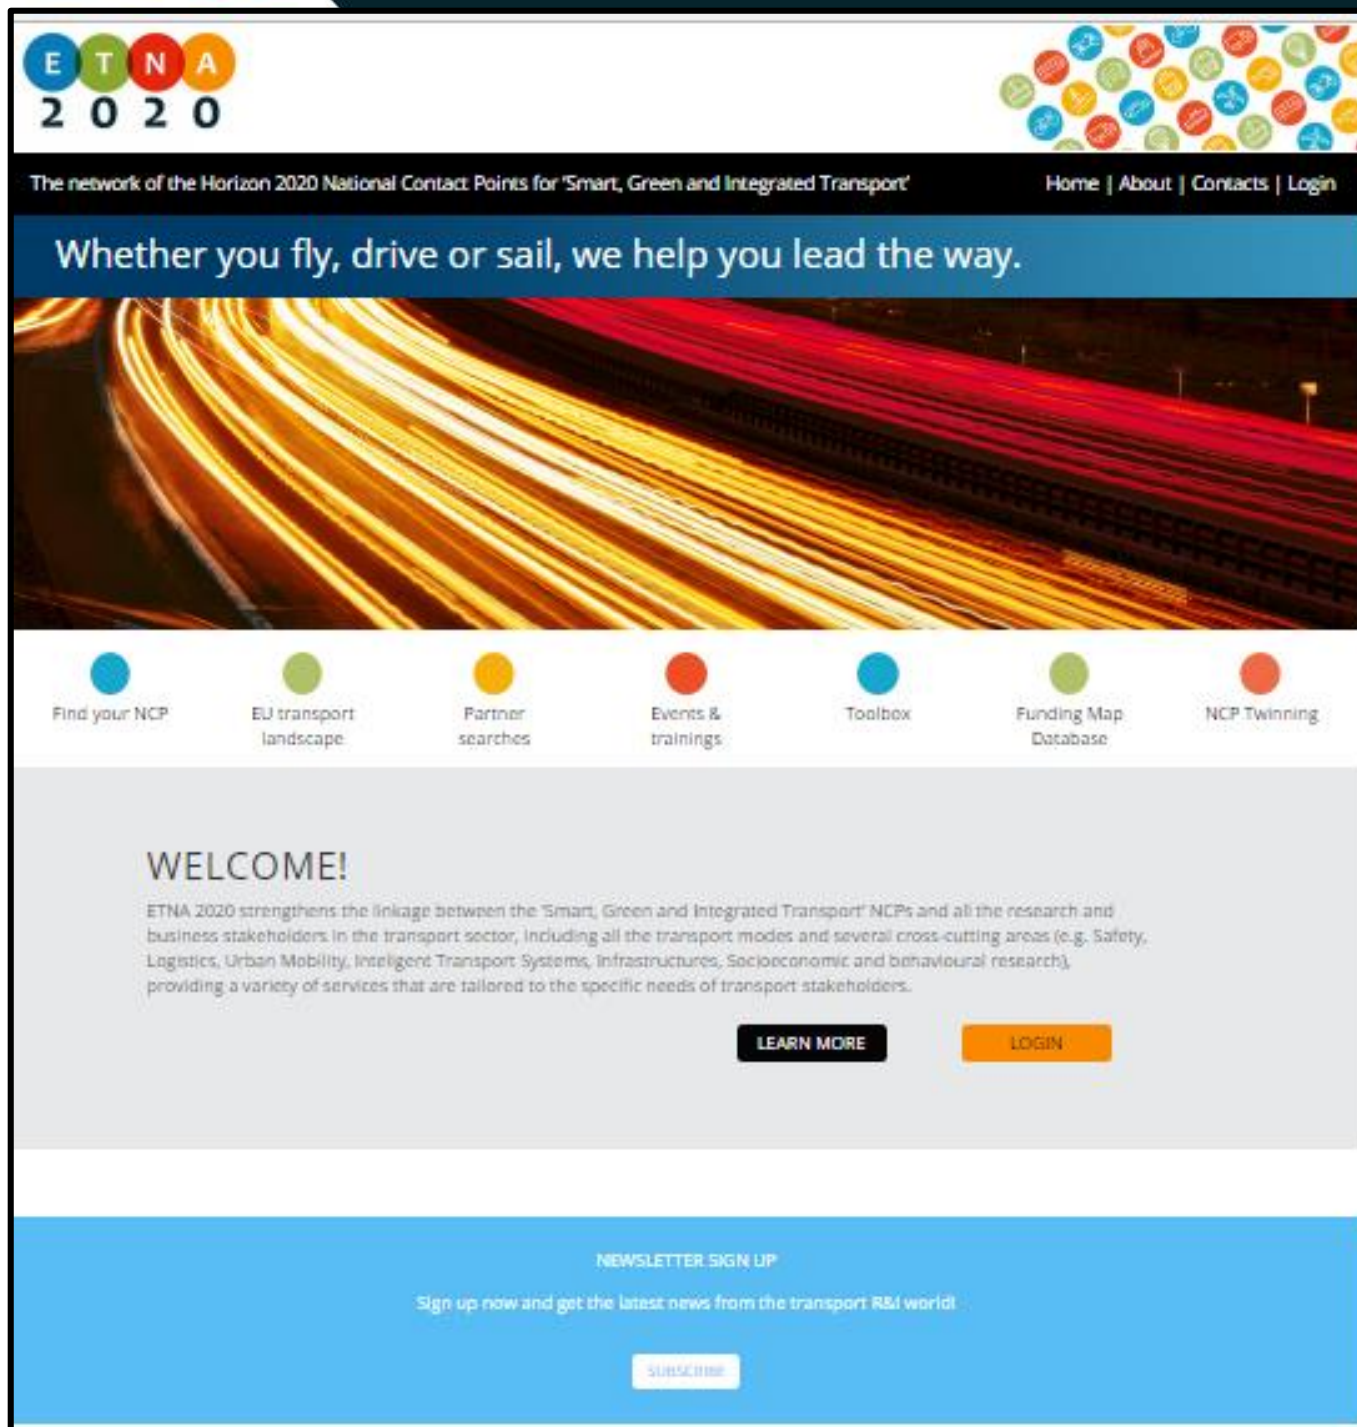 E T N A
2 0 2 0
The network of the Horizon 2020 National Contact Points for 'Smart, Green and Integrated Transport'
Home | About | Contacts | Login
Whether you fly, drive or sail, we help you lead the way.
Find your NCP
EU transport
landscape
Partner
searches
Events &
trainings
Toolbox
Funding Map
Database
NCP Twinning
WELCOME!
ETNA 2020 strengthens the linkage between the 'Smart, Green and Integrated Transport' NCPs and all the research and
business stakeholders in the transport sector, including all the transport modes and several cross-cutting areas (e.g. Safety,
Logistics, Urban Mobility, Inteligent Transport Systems, Infrastructures, Socioeconomic and behavioural research),
providing a variety of services that are tailored to the specific needs of transport stakeholders.
LEARN MORE
LOGIN
NEWSLETTER SIGN UP
Sign up now and get the latest news from the transport R&I world!
SUBSCRIBE